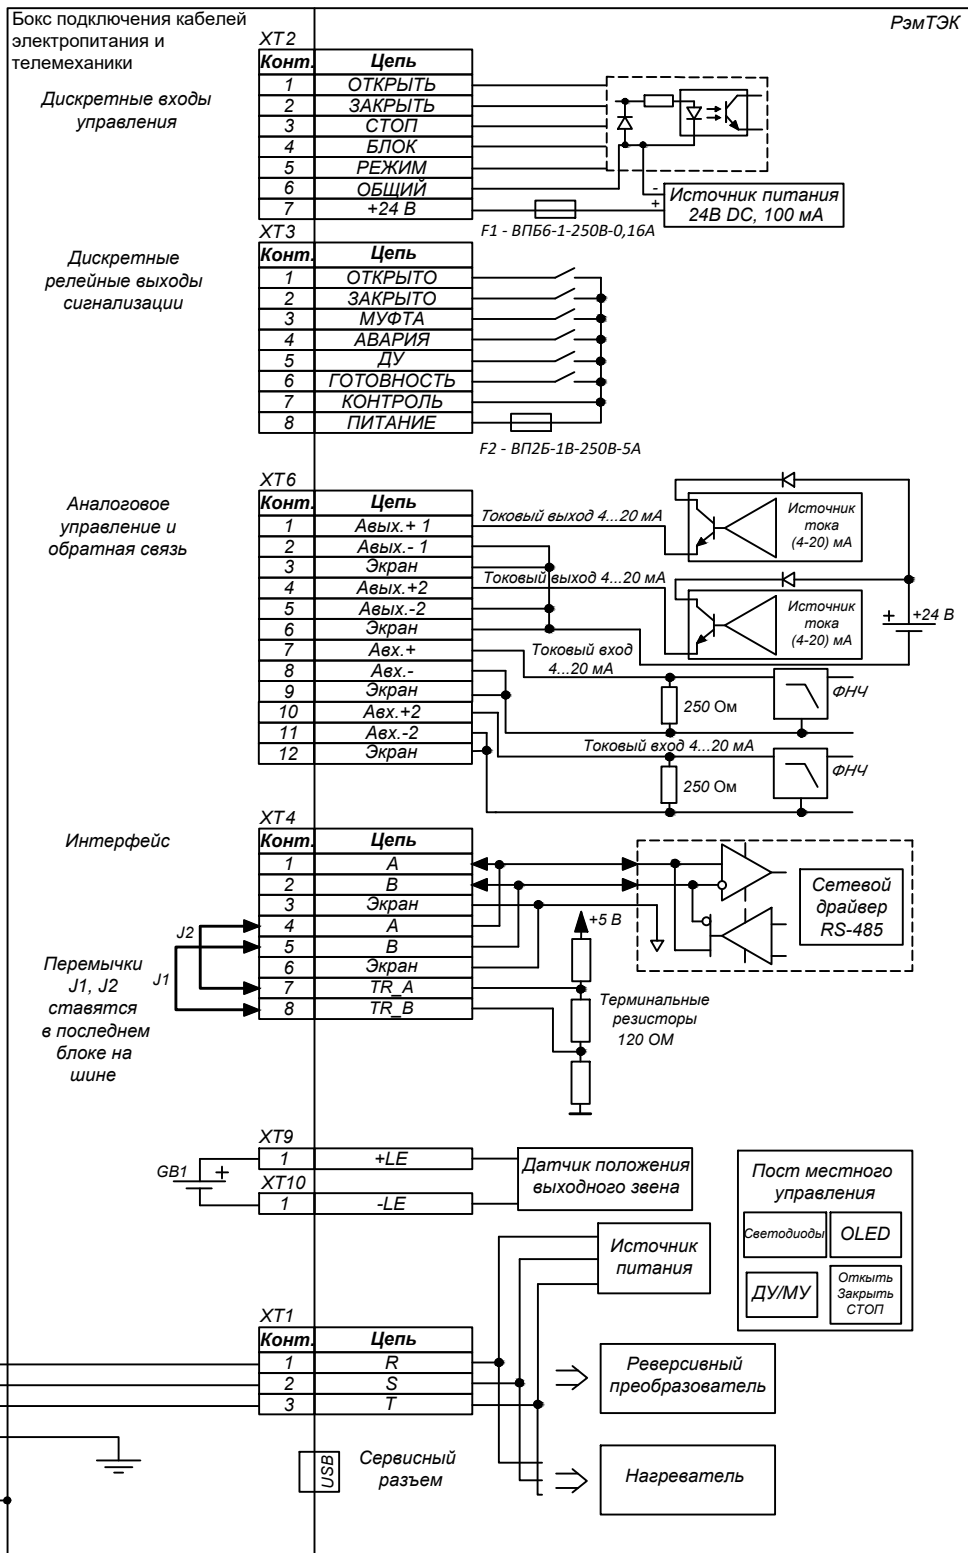 Бокс подключения кабелей
электропитания и
телемеханики
РэмТЭК
Дискретные входы
управления
XT2
Конт. Цепь
1 ОТКРЫТЬ
2 ЗАКРЫТЬ
3 СТОП
4 БЛОК
5 РЕЖИМ
6 ОБЩИЙ
7 +24 В
-
+
Источник питания
24В DC, 100 мА
F1 - ВПБ6-1-250В-0,16А
Дискретные
релейные выходы
сигнализации
XT3
Конт. Цепь
1 ОТКРЫТО
2 ЗАКРЫТО
3 МУФТА
4 АВАРИЯ
5 ДУ
6 ГОТОВНОСТЬ
7 КОНТРОЛЬ
8 ПИТАНИЕ
F2 - ВП2Б-1В-250В-5А
Аналоговое
управление и
обратная связь
XT6
Конт. Цепь
1 Авых.+ 1
2 Авых.- 1
3 Экран
4 Авых.+2
5 Авых.-2
6 Экран
7 Авх.+
8 Авх.-
9 Экран
10 Авх.+2
11 Авх.-2
12 Экран
Токовый выход 4...20 мА
Источник
тока
(4-20) мА
Токовый выход 4...20 мА
Источник
тока
(4-20) мА
+
+24 В
Токовый вход
4...20 мА
250 Ом
ФНЧ
Токовый вход 4...20 мА
250 Ом
ФНЧ
Интерфейс
XT4
Конт. Цепь
1 A
2 B
3 Экран
4 A
5 B
6 Экран
7 TR_A
8 TR_B
J2
J1
Перемычки
J1, J2
ставятся
в последнем
блоке на
шине
+5 В
Терминальные
резисторы
120 ОМ
Сетевой
драйвер
RS-485
GB1
+
XT9
1 +LE
XT10
1 -LE
Датчик положения
выходного звена
Пост местного
управления
Светодиоды
OLED
ДУ/МУ
Откыть
Закрыть
СТОП
Источник
питания
XT1
Конт. Цепь
1 R
2 S
3 T
Реверсивный
преобразователь
Нагреватель
USB
Сервисный
разъем